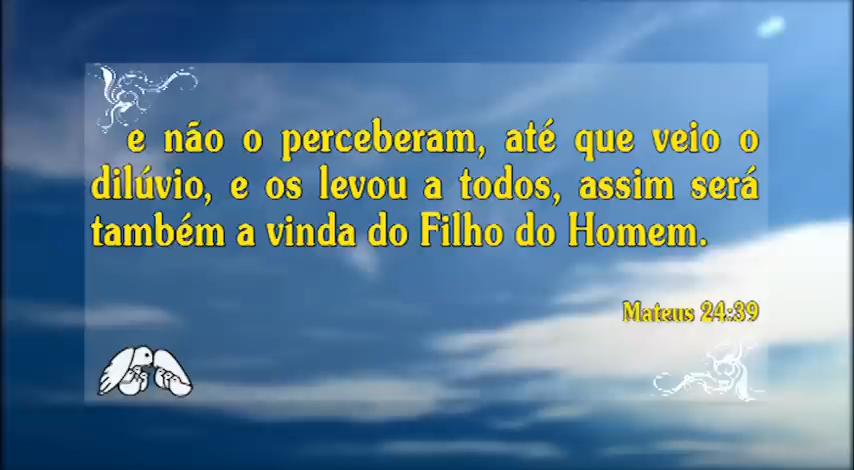 e não o perceberam, até que veio o
dilúvio, e os levou a todos, assim será
também a vinda do Filho do Homem.
Mateus 24:39